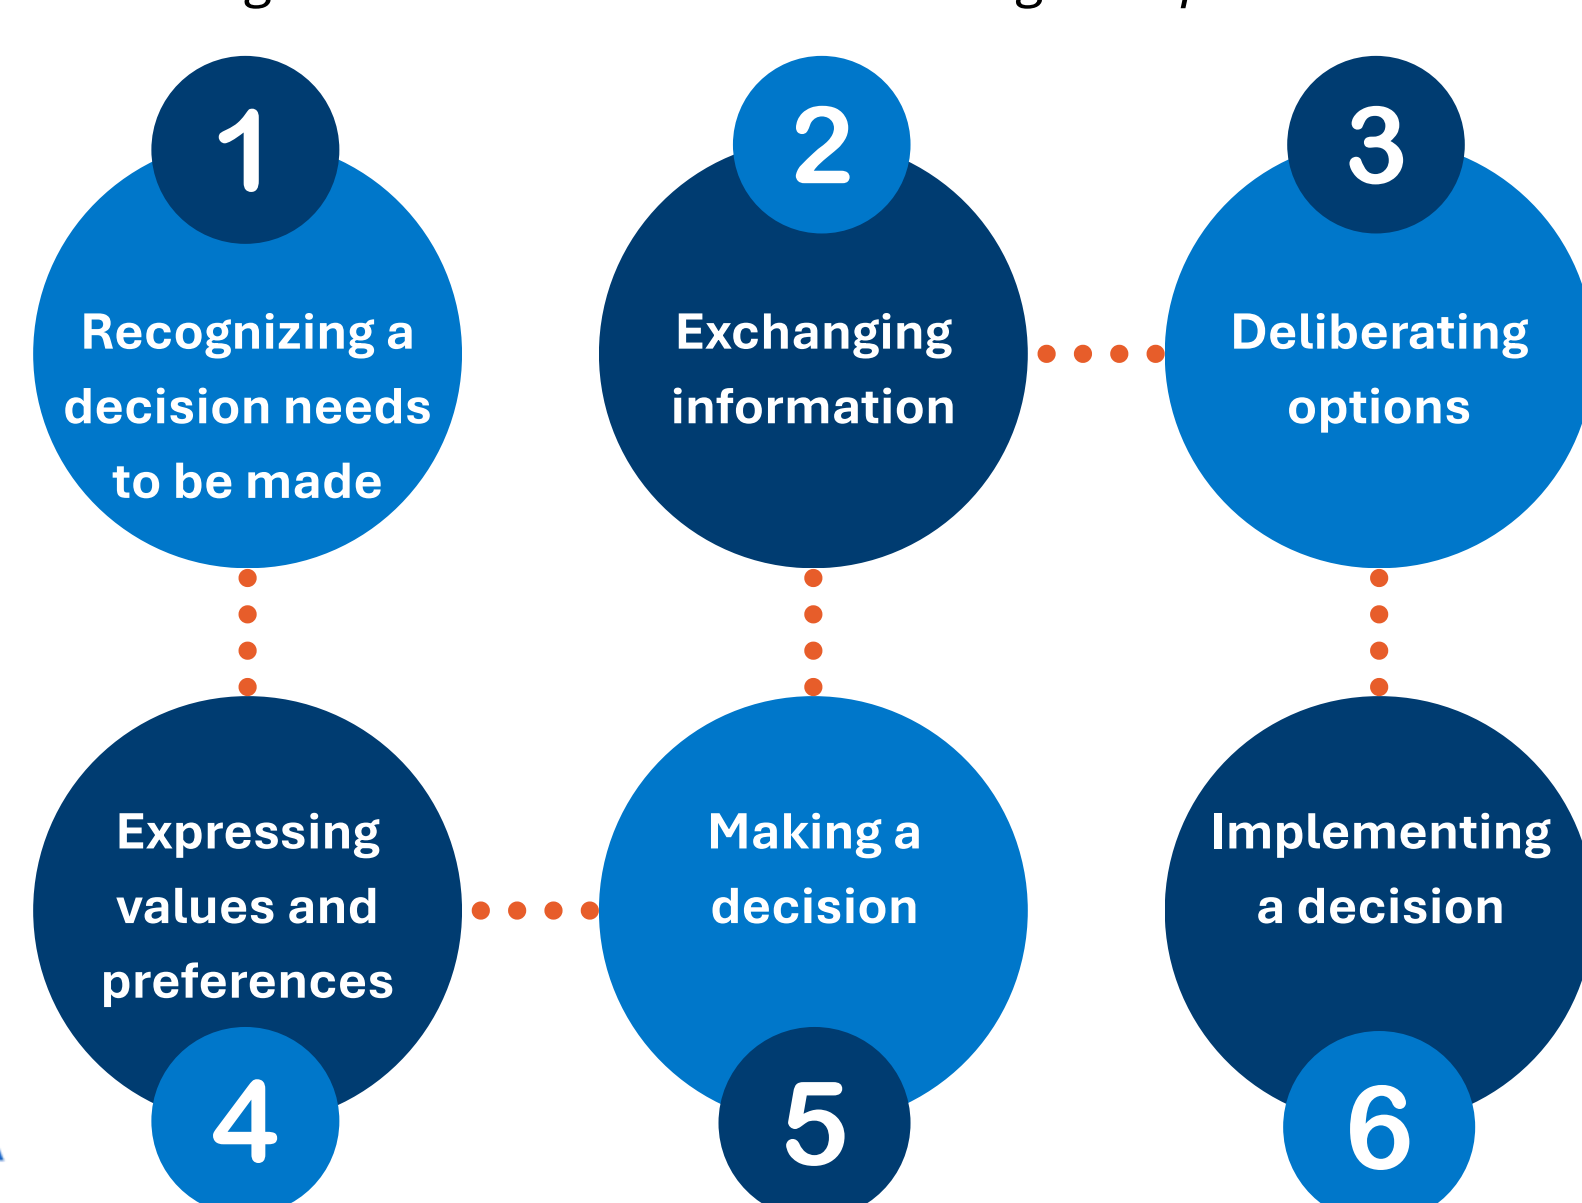 1
Recognizing a
decision needs
to be made
2
Exchanging
information
3
Deliberating
options
Expressing
values and
preferences
4
Making a
decision
5
Implementing
a decision
6